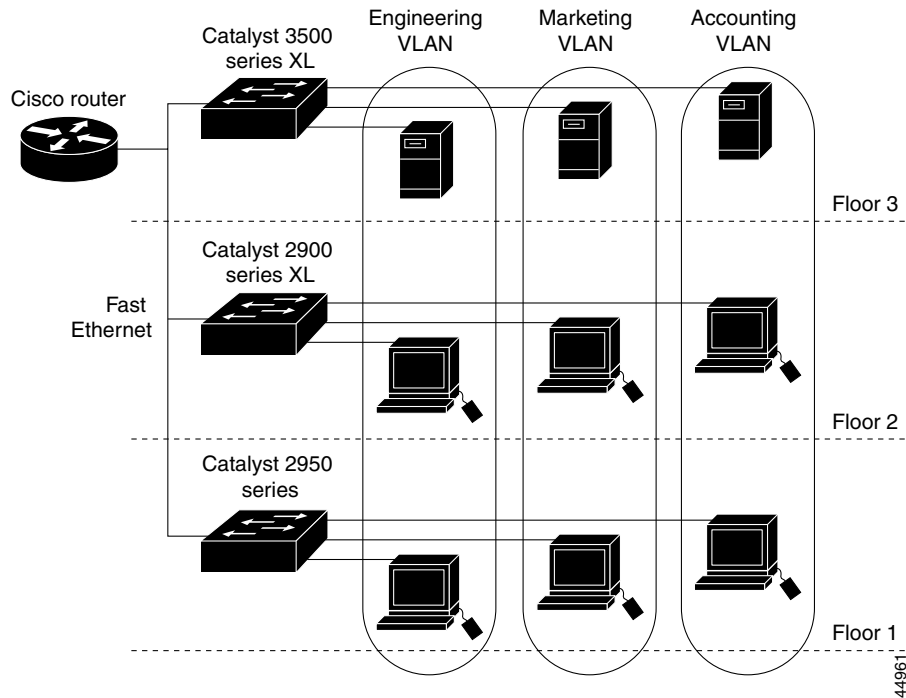 Engineering
VLAN
Marketing
VLAN
Accounting
VLAN
Catalyst 3500
series XL
Cisco router
Floor 3
Catalyst 2900
series XL
Fast
Ethernet
Floor 2
Catalyst 2950
series
Floor 1
44961